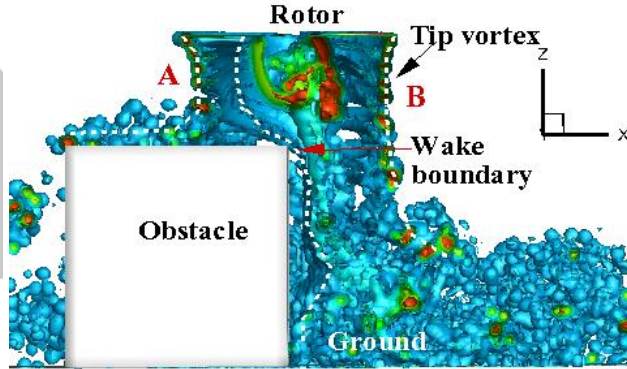 Rotor
Tip vortex
A
B
z
x
Wake
boundary
Obstacle
Ground